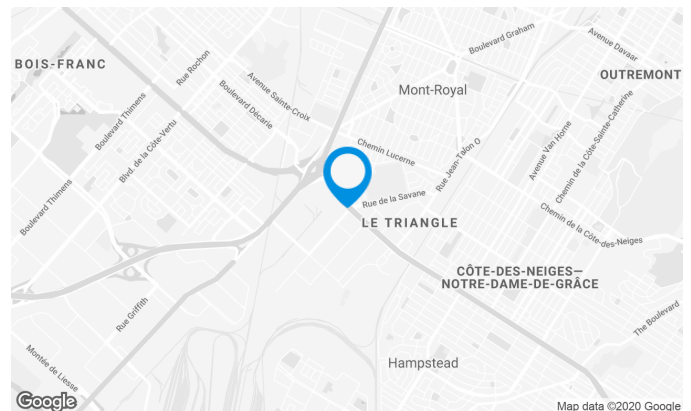 Boulevard Graham
Avenue Davaar
BOIS-FRANC
Rue Rochon
Avenue Sainte-Croix
Mont-Royal
OUTREMONT
Boulevard Thimens
Boulevard Décarie
Blvd. de la Côte-Vertu
Chemin Lucerne
Rue Jean-Talon O
Avenue Van Horne
Chemin de la Côte-Sainte-Catherine
Boulevard Thimens
Rue de la Savane
LE TRIANGLE
Chemin de la Côte-des-Neiges
CÔTE-DES-NEIGES—
NOTRE-DAME-DE-GRÂCE
Rue Griffith
The Boulevard
Montée de Liesse
Hampstead
Google
Map data ©2020 Google